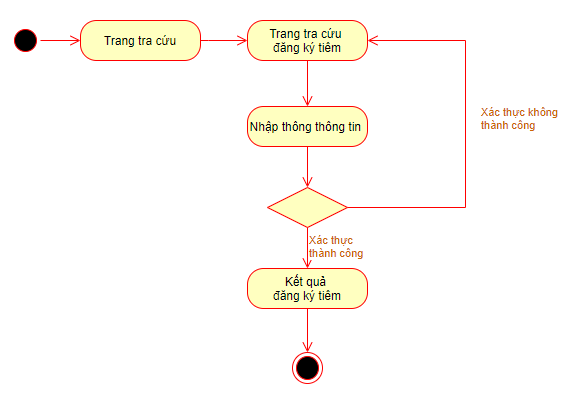 Trang tra cứu
Trang tra cứu
đăng ký tiêm
Xác thực không
thành công
Nhập thông thông tin
Xác thực
thành công
Kết quả
đăng ký tiêm